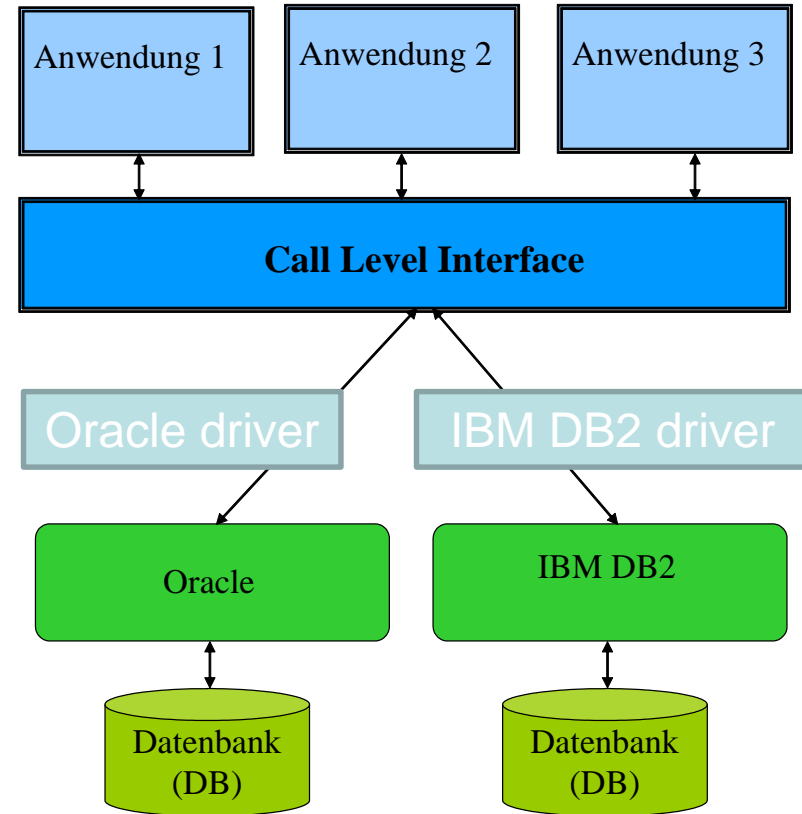 Anwendung 1
Anwendung 2
Anwendung 3
Call Level Interface
Oracle driver
IBM DB2 driver
Oracle
IBM DB2
Datenbank
(DB)
Datenbank
(DB)